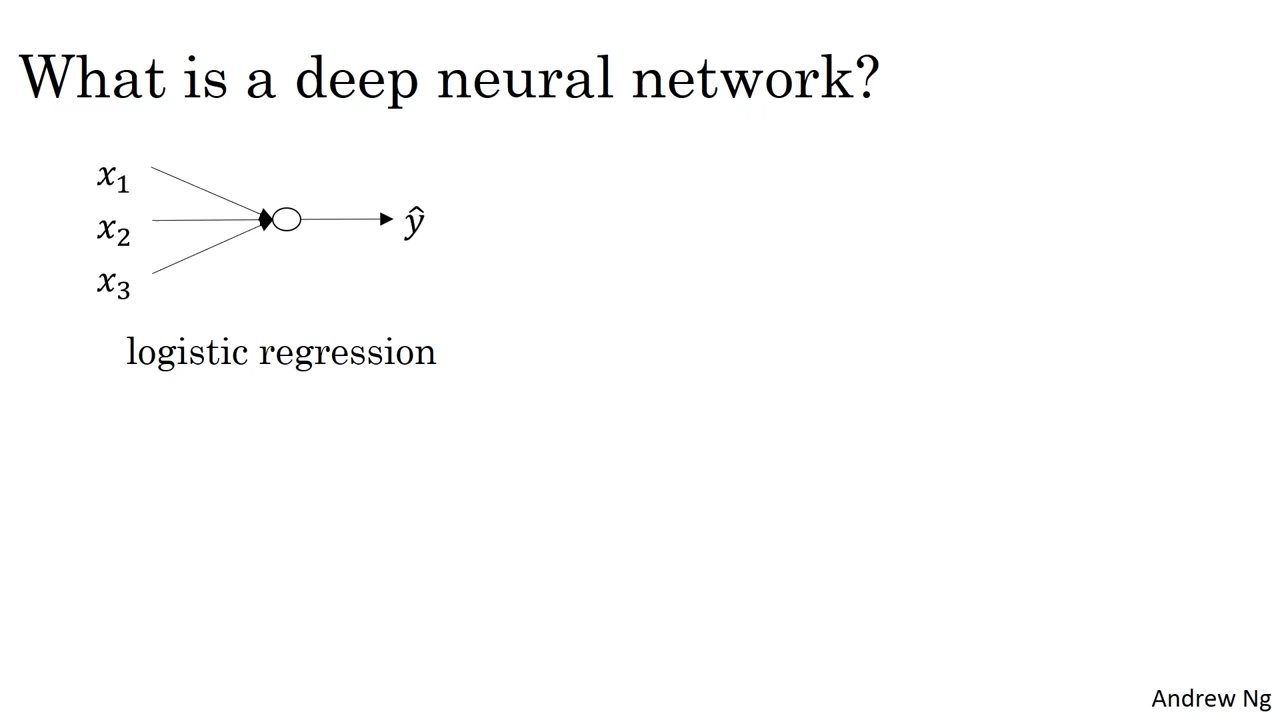 What is a deep neural network?
x₁
x₂
x₃
ŷ
logistic regression
Andrew Ng